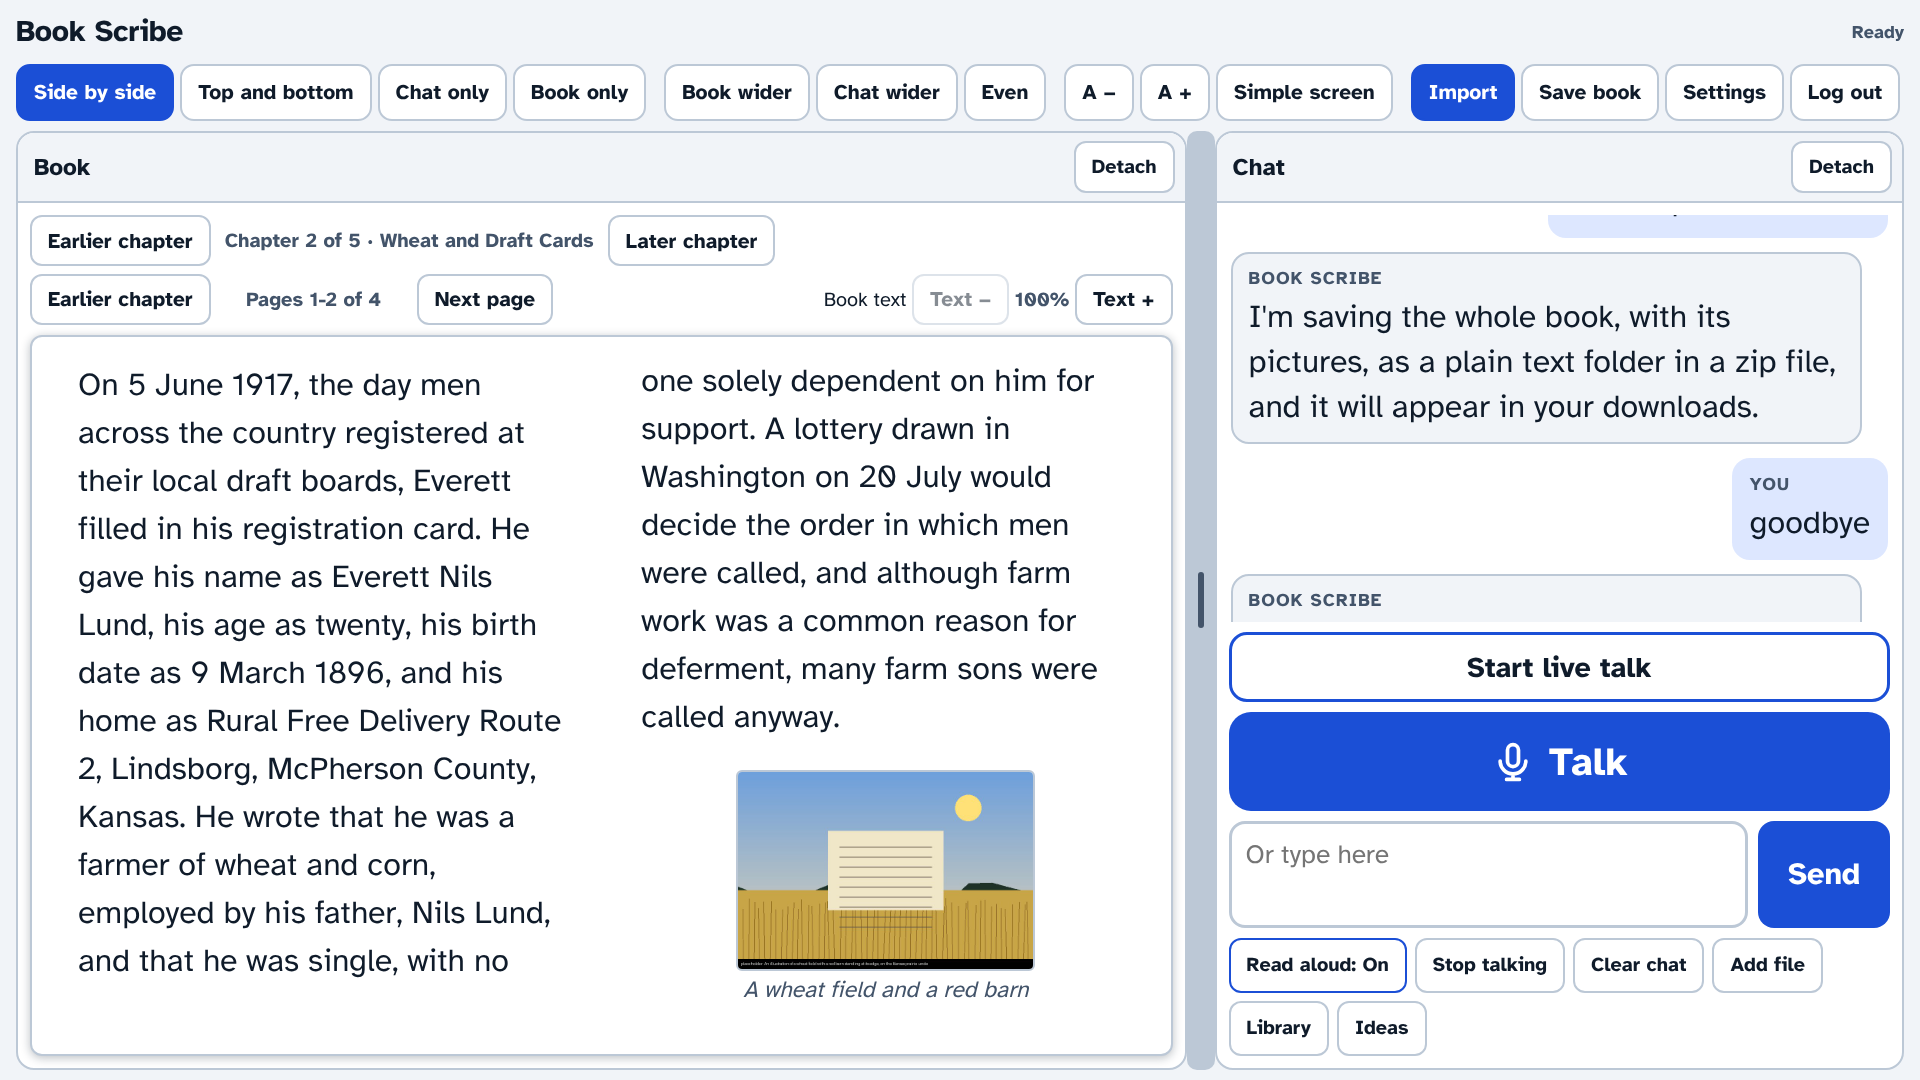 Book Scribe
Ready
Side by side
Top and bottom
Chat only
Book only
Book wider
Chat wider
Even
A −
A +
Simple screen
Import
Save book
Settings
Log out
Book
Detach
Earlier chapter
Chapter 2 of 5 · Wheat and Draft Cards
Later chapter
Earlier chapter
Pages 1-2 of 4
Next page
Book text
Text −
100%
Text +
On 5 June 1917, the day men
across the country registered at
their local draft boards, Everett
filled in his registration card. He
gave his name as Everett Nils
Lund, his age as twenty, his birth
date as 9 March 1896, and his
home as Rural Free Delivery Route
2, Lindsborg, McPherson County,
Kansas. He wrote that he was a
farmer of wheat and corn,
employed by his father, Nils Lund,
and that he was single, with no
one solely dependent on him for
support. A lottery drawn in
Washington on 20 July would
decide the order in which men
were called, and although farm
work was a common reason for
deferment, many farm sons were
called anyway.
A wheat field and a red barn
Chat
Detach
BOOK SCRIBE
I'm saving the whole book, with its
pictures, as a plain text folder in a zip file,
and it will appear in your downloads.
YOU
goodbye
BOOK SCRIBE
Start live talk
Talk
Or type here
Send
Read aloud: On
Stop talking
Clear chat
Add file
Library
Ideas